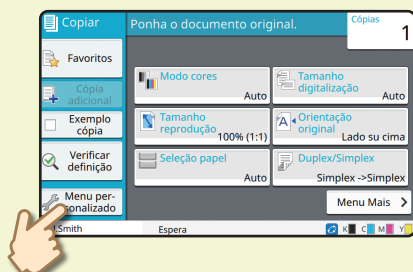 Copiar
Ponha o documento original.
Cópias
1
Favoritos
Cópia
adicional
Exemplo
cópia
Verificar
definição
Menu per-
sonalizado
Modo cores
Auto
Tamanho
digitalização
Auto
Tamanho
reprodução
100% (1:1)
Orientação
original
Lado su cima
Seleção papel
Auto
Duplex/Simplex
Simplex ->Simplex
Menu Mais
Smith
Espera
K C M Y